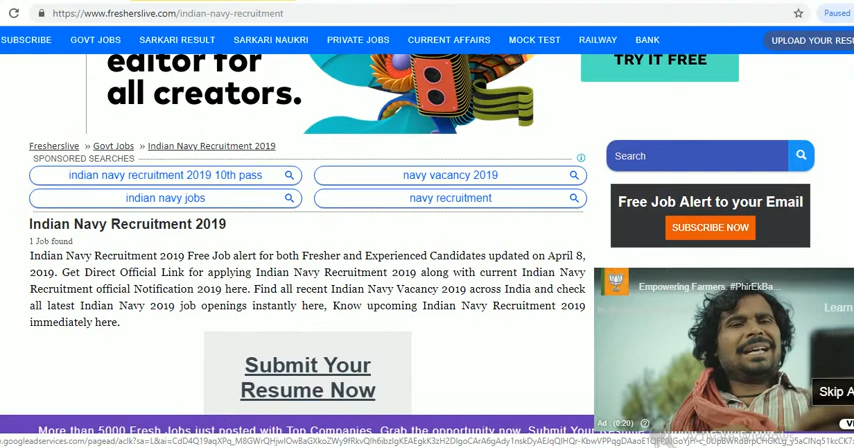 https://www.fresherslive.com/indian-navy-recruitment
Paused
SUBSCRIBE GOVT JOBS SARKARI RESULT SARKARI NAUKRI PRIVATE JOBS CURRENT AFFAIRS MOCK TEST RAILWAY BANK UPLOAD YOUR RESU
editor for
all creators.
TRY IT FREE
Fresherslive » Govt Jobs » Indian Navy Recruitment 2019
SPONSORED SEARCHES
indian navy recruitment 2019 10th pass
navy vacancy 2019
indian navy jobs
navy recruitment
Search
Free Job Alert to your Email
SUBSCRIBE NOW
Indian Navy Recruitment 2019
1 Job found
Indian Navy Recruitment 2019 Free Job alert for both Fresher and Experienced Candidates updated on April 8,
2019. Get Direct Official Link for applying Indian Navy Recruitment 2019 along with current Indian Navy
Recruitment official Notification 2019 here. Find all recent Indian Navy Vacancy 2019 across India and check
all latest Indian Navy 2019 job openings instantly here, Know upcoming Indian Navy Recruitment 2019
immediately here.
Empowering Farmers. #PhirEkBa...
Learn
Skip A
Ad : (0:20)
Submit Your
Resume Now
More than 5000 Fresh Jobs just posted with Top Companies. Grab the opportunity now. Submit Your Resume